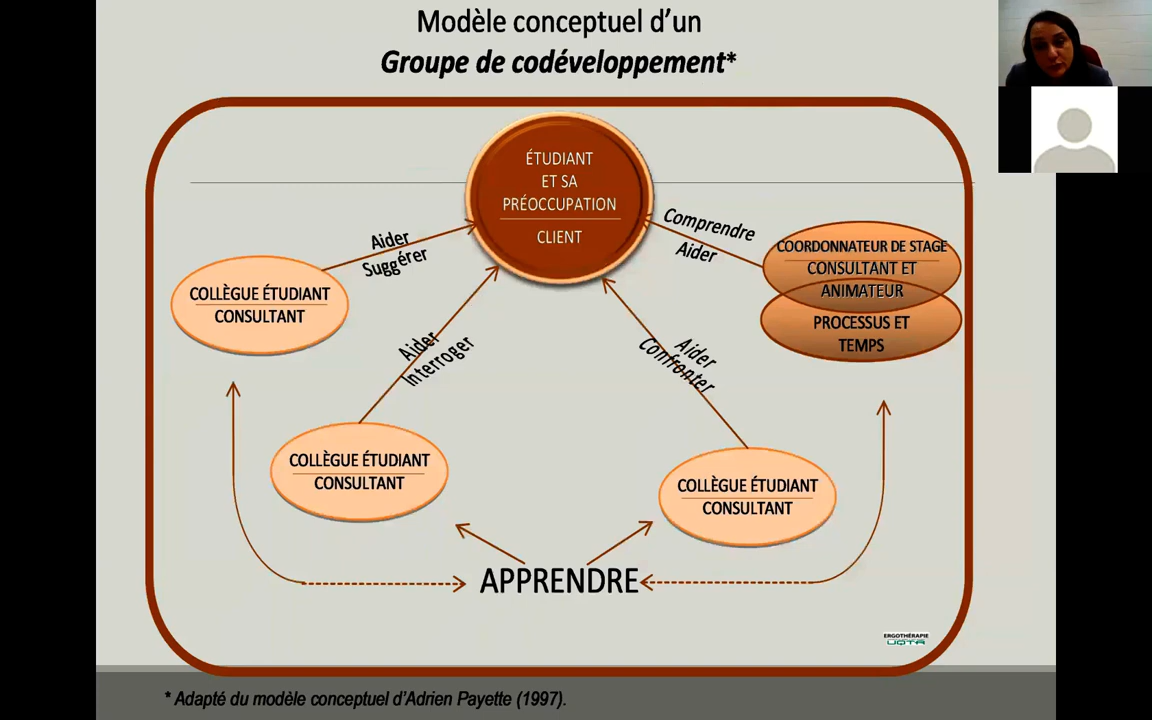 Modèle conceptuel d'un
Groupe de codéveloppement*
ÉTUDIANT
ET SA
PRÉOCCUPATION
CLIENT
Aider
Suggérer
Comprendre
Aider
COORDONNATEUR DE STAGE
CONSULTANT ET
ANIMATEUR
PROCESSUS ET
TEMPS
COLLÈGUE ÉTUDIANT
CONSULTANT
Aider
Interroger
Aider
Confronter
COLLÈGUE ÉTUDIANT
CONSULTANT
COLLÈGUE ÉTUDIANT
CONSULTANT
APPRENDRE
ERGOTHÉRAPIE
UQTR
* Adapté du modèle conceptuel d'Adrien Payette (1997).